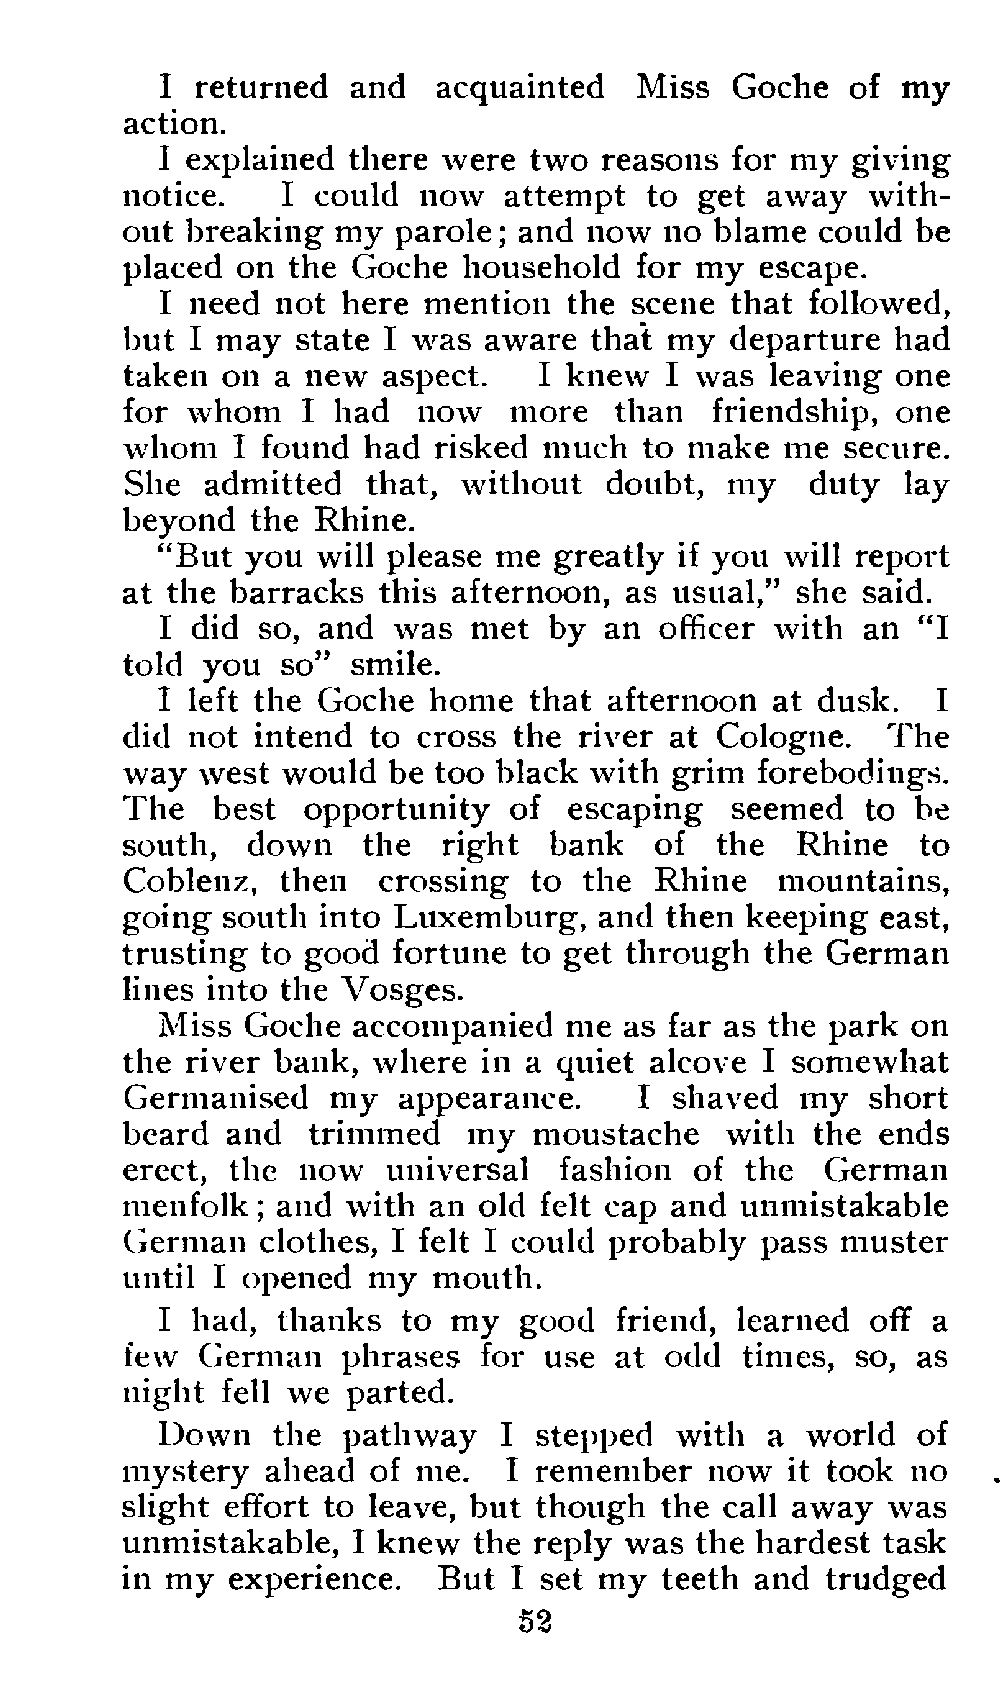 I returned and acquainted Miss Goche of my
action.
I explained there were two reasons for my giving
notice. I could now attempt to get away with-
out breaking my parole; and now no blame could be
placed on the Goche household for my escape.
I need not here mention the scene that followed,
but I may state I was aware that my departure had
taken on a new aspect. I knew I was leaving one
for whom I had now more than friendship, one
whom I found had risked much to make me secure.
She admitted that, without doubt, my duty lay
beyond the Rhine.
"But you will please me greatly if you will report
at the barracks this afternoon, as usual," she said.
I did so, and was met by an officer with an "I
told you so" smile.
I left the Goche home that afternoon at dusk. I
did not intend to cross the river at Cologne. The
way west would be too black with grim forebodings.
The best opportunity of escaping seemed to be
south, down the right bank of the Rhine to
Coblenz, then crossing to the Rhine mountains,
going south into Luxemburg, and then keeping east,
trusting to good fortune to get through the German
lines into the Vosges.
Miss Goche accompanied me as far as the park on
the river bank, where in a quiet alcove I somewhat
Germanised my appearance. I shaved my short
beard and trimmed my moustache with the ends
erect, the now universal fashion of the German
menfolk; and with an old felt cap and unmistakable
German clothes, I felt I could probably pass muster
until I opened my mouth.
I had, thanks to my good friend, learned off a
few German phrases for use at odd times, so, as
night fell we parted.
Down the pathway I stepped with a world of
mystery ahead of me. I remember now it took no
slight effort to leave, but though the call away was
unmistakable, I knew the reply was the hardest task
in my experience. But I set my teeth and trudged
52